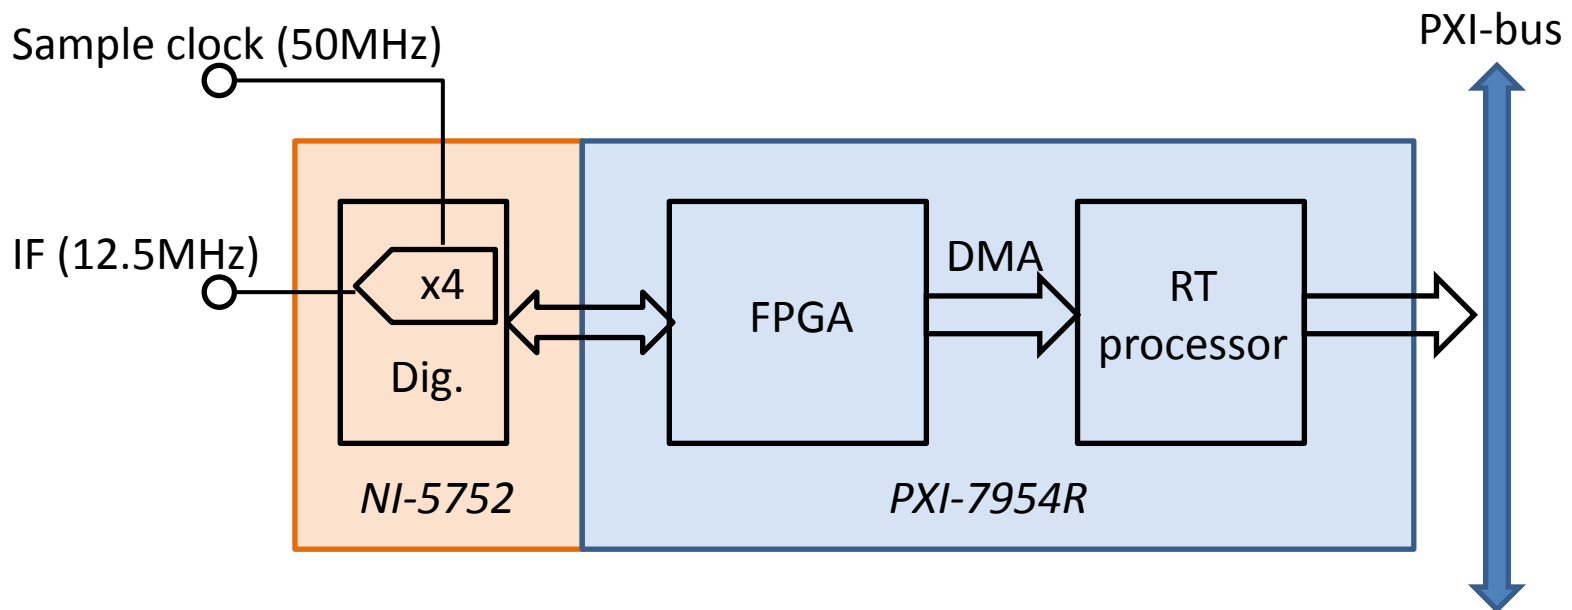 Sample clock (50MHz)
PXI-bus
IF (12.5MHz)
x4
Dig.
FPGA
DMA
RT
processor
NI-5752
PXI-7954R